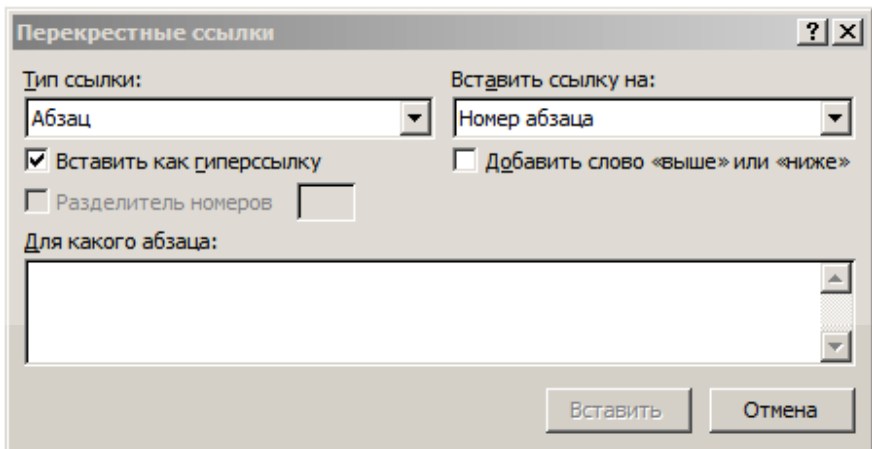 Перекрестные ссылки
Тип ссылки:
Вставить ссылку на:
Абзац
Номер абзаца
Вставить как гиперссылку
Добавить слово «выше» или «ниже»
Разделитель номеров
Для какого абзаца:
Вставить
Отмена